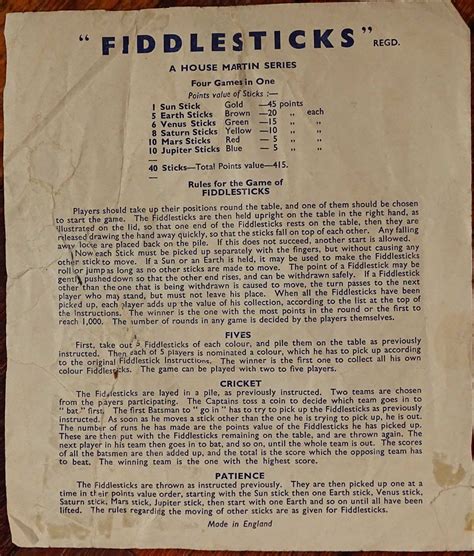 "FIDDLESTICKS" REGD.
A HOUSE MARTIN SERIES
Four Games in One
Points value of Sticks :—
1 Sun Stick Gold —45 points
5 Earth Sticks Brown —20 „ each
6 Venus Sticks Green —15 „ „
8 Saturn Sticks Yellow —10 „ „
10 Mars Sticks Red — 5 „ „
10 Jupiter Sticks Blue — 5 „ „
40 Sticks—Total Points value—415.
Rules for the Game of
FIDDLESTICKS
Players should take up their positions round the table, and one of them should be chosen
to start the game. The Fiddlesticks are then held upright on the table in the right hand, as
illustrated on the lid, so that one end of the Fiddlesticks rests on the table, then they are
released drawing the hand away quickly, so that the sticks fall on top of each other. Any falling
away loose are placed back on the pile. If this does not succeed, another start is allowed.
Now each Stick must be picked up separately with the fingers, but without causing any
other stick to move. If a Sun or an Earth is held, it may be used to make the Fiddlesticks
roll or jump as long as no other sticks are made to move. The point of a Fiddlestick may be
gently pushed down so that the other end rises, and can be withdrawn safely. If a Fiddlestick
other than the one that is being withdrawn is caused to move, the turn passes to the next
player who may stand, but must not leave his place. When all the Fiddlesticks have been
picked up, each player adds up the value of his collection, according to the list at the top of
the Instructions. The winner is the one with the most points in the round or the first to
reach 1,000. The number of rounds in any game is decided by the players themselves.
FIVES
First, take out 5 Fiddlesticks of each colour, and pile them on the table as previously
instructed. Then each of 5 players is nominated a colour, which he has to pick up according
to the original Fiddlestick Instructions. The winner is the first one to collect all his own
colour Fiddlesticks. The game can be played with two to five players.
CRICKET
The Fiddlesticks are layed in a pile, as previously instructed. Two teams are chosen
from the players participating. The Captains toss a coin to decide which team goes in to
"bat," first. The first Batsman to "go in" has to try to pick up the Fiddlesticks as previously
instructed. As soon as he moves a stick other than the one he is trying to pick up, he is out.
The number of runs he has made are the points value of the Fiddlesticks he has picked up.
These are then put with the Fiddlesticks remaining on the table, and are thrown again. The
next player in his team then goes in to bat, and so on, until the whole team is out. The scores
of all the batsmen are then added up, and the total is the score which the opposing team has
to beat. The winning team is the one with the highest score.
PATIENCE
The Fiddlesticks are thrown as instructed previously. They are then picked up one at a
time in their points value order, starting with the Sun stick then one Earth stick, Venus stick,
Saturn stick, Mars stick, Jupiter stick, then start with one Earth and so on until all have been
lifted. The rules regarding the moving of other sticks are as given for Fiddlesticks.
Made in England